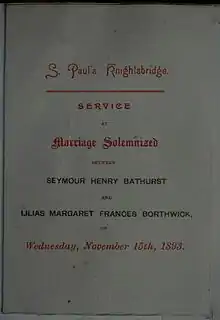 S. Paul's Knightsbridge.
SERVICE
AT
Marriage Solemnized
BETWEEN
SEYMOUR HENRY BATHURST
AND
LILIAS MARGARET FRANCES BORTHWICK,
ON
Wednesday, November 15th, 1893.